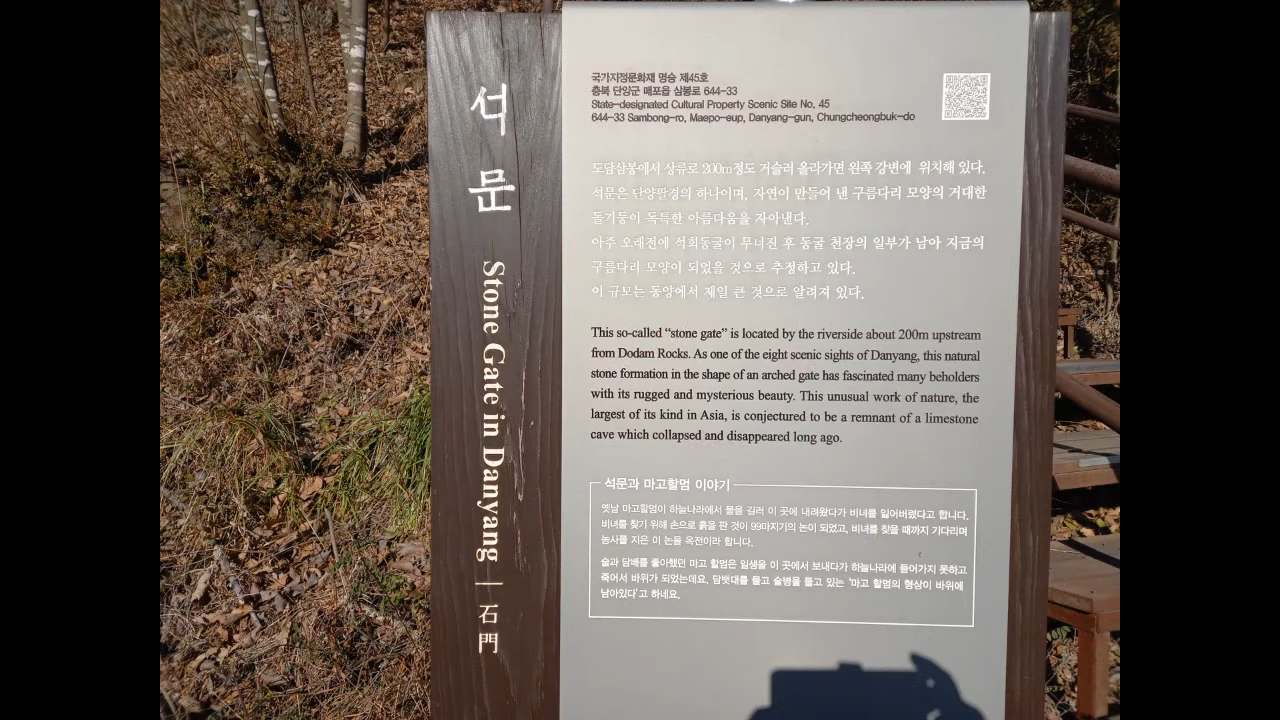 석문 Stone Gate in Danyang | 石門
국가지정문화재 명승 제45호
충북 단양군 매포읍 삼봉로 644-33
State-designated Cultural Property Scenic Site No. 45
644-33 Sambong-ro, Maepo-eup, Danyang-gun, Chungcheongbuk-do
도담삼봉에서 상류로 200m정도 거슬러 올라가면 왼쪽 강변에 위치해 있다.
석문은 단양팔경의 하나이며, 자연이 만들어 낸 구름다리 모양의 거대한
돌기둥이 독특한 아름다움을 자아낸다.
아주 오래전에 석회동굴이 무너진 후 동굴 천장의 일부가 남아 지금의
구름다리 모양이 되었을 것으로 추정하고 있다.
이 규모는 동양에서 제일 큰 것으로 알려져 있다.
This so-called “stone gate” is located by the riverside about 200m upstream
from Dodam Rocks. As one of the eight scenic sights of Danyang, this natural
stone formation in the shape of an arched gate has fascinated many beholders
with its rugged and mysterious beauty. This unusual work of nature, the
largest of its kind in Asia, is conjectured to be a remnant of a limestone
cave which collapsed and disappeared long ago.
석문과 마고할멈 이야기
옛날 마고할멈이 하늘나라에서 물을 길러 이 곳에 내려왔다가 비녀를 잃어버렸다고 합니다.
비녀를 찾기 위해 손으로 흙을 판 것이 99마지기의 논이 되었고, 비녀를 찾을 때까지 기다리며
농사를 지은 이 논을 옥전이라 합니다.
술과 담배를 좋아했던 마고 할멈은 일생을 이 곳에서 보내다가 하늘나라에 들어가지 못하고
죽어서 바위가 되었는데요. 담뱃대를 물고 술병을 들고 있는 '마고 할멈의 형상이 바위에
남아있다'고 하네요.